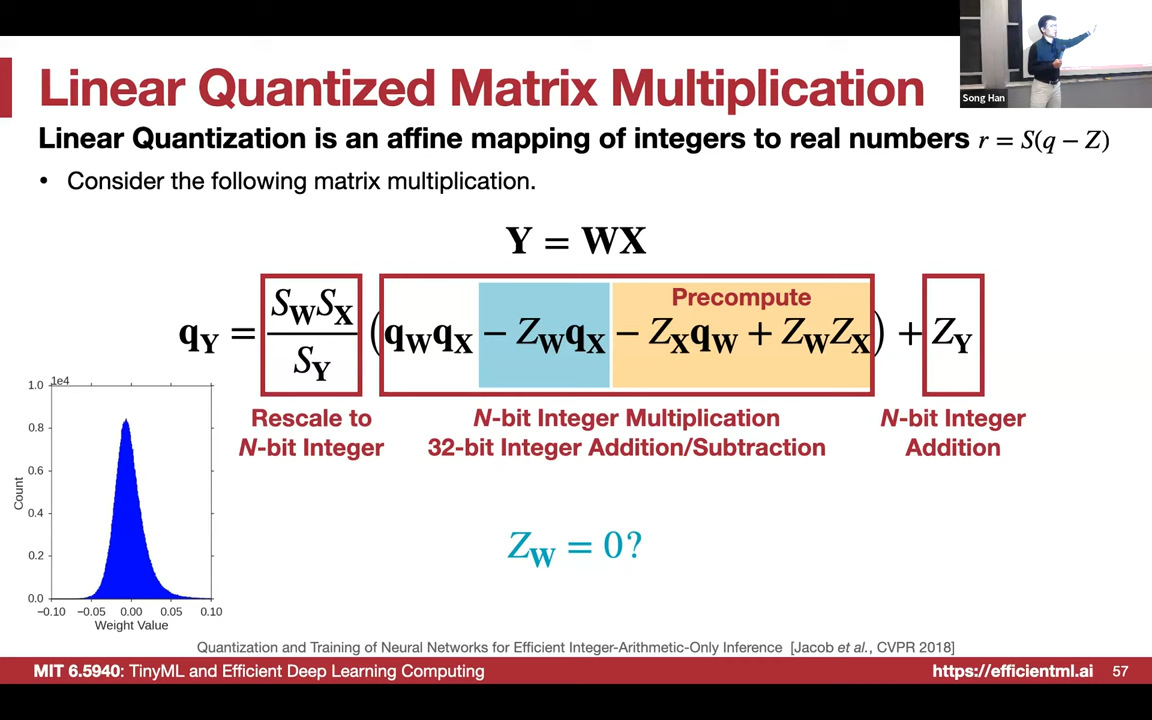 Song Han
Linear Quantized Matrix Multiplication
Linear Quantization is an affine mapping of integers to real numbers r = S(q − Z)
• Consider the following matrix multiplication.
Y = WX
Precompute
q_Y = S_W S_X / S_Y (q_W q_X − Z_W q_X − Z_X q_W + Z_W Z_X) + Z_Y
Rescale to
N-bit Integer
N-bit Integer Multiplication
32-bit Integer Addition/Subtraction
N-bit Integer
Addition
Z_W = 0?
1e4
1.0
0.8
0.6
0.4
0.2
0.0
Count
−0.10 −0.05 0.00 0.05 0.10
Weight Value
Quantization and Training of Neural Networks for Efficient Integer-Arithmetic-Only Inference [Jacob et al., CVPR 2018]
MIT 6.5940: TinyML and Efficient Deep Learning Computing
https://efficientml.ai 57